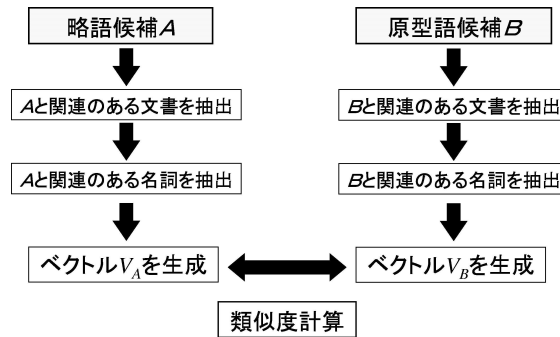 略語候補A
原型語候補B
Aと関連のある文書を抽出
Bと関連のある文書を抽出
Aと関連のある名詞を抽出
Bと関連のある名詞を抽出
ベクトルV_Aを生成
ベクトルV_Bを生成
類似度計算